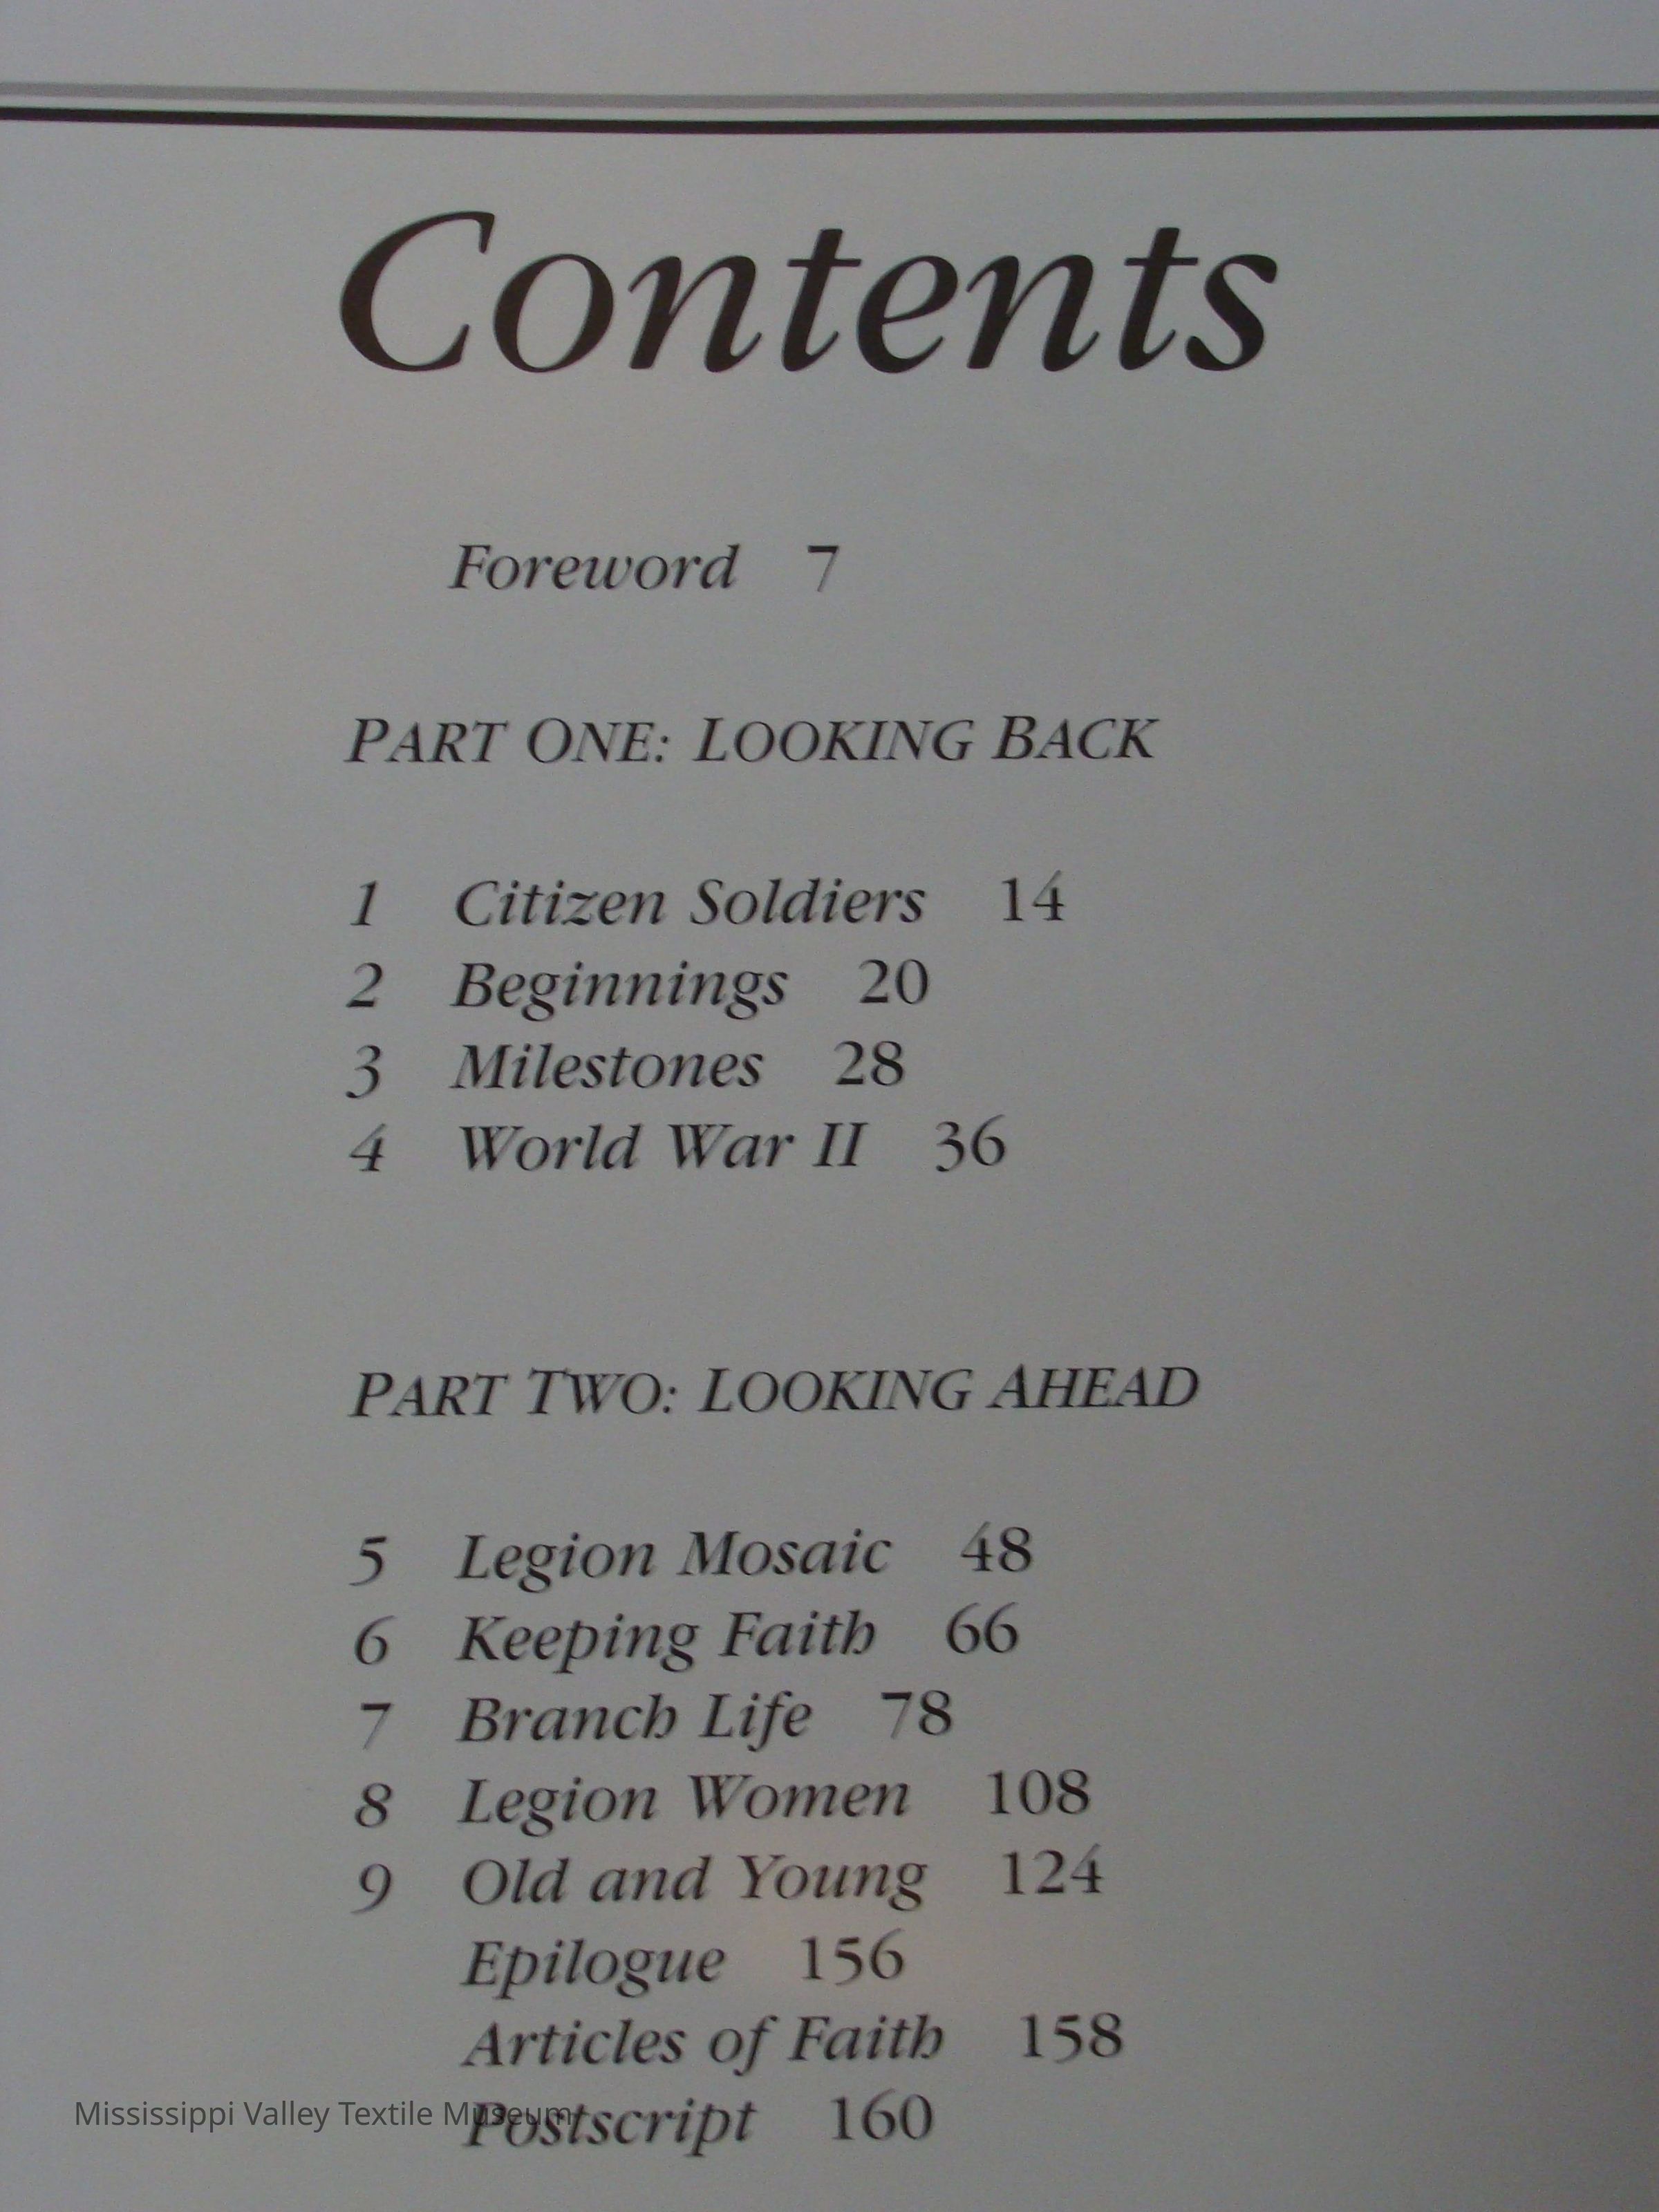 Contents
Foreword 7
PART ONE: LOOKING BACK
1 Citizen Soldiers 14
2 Beginnings 20
3 Milestones 28
4 World War II 36
PART TWO: LOOKING AHEAD
5 Legion Mosaic 48
6 Keeping Faith 66
7 Branch Life 78
8 Legion Women 108
9 Old and Young 124
Epilogue 156
Articles of Faith 158
Postscript 160
Mississippi Valley Textile Museum